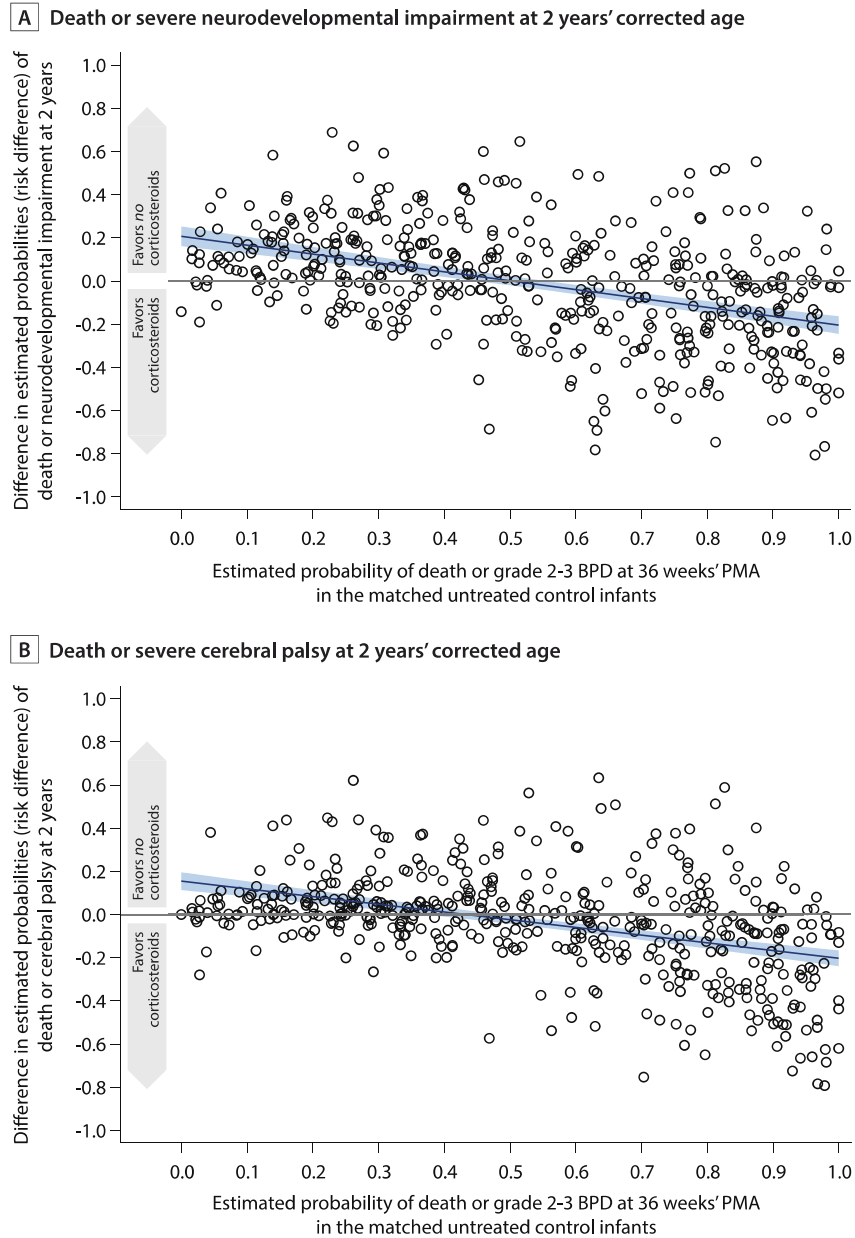 A Death or severe neurodevelopmental impairment at 2 years' corrected age
Difference in estimated probabilities (risk difference) of
death or neurodevelopmental impairment at 2 years
1.0
0.8
0.6
0.4
0.2
0.0
-0.2
-0.4
-0.6
-0.8
-1.0
Favors no
corticosteroids
Favors
corticosteroids
0.0 0.1 0.2 0.3 0.4 0.5 0.6 0.7 0.8 0.9 1.0
Estimated probability of death or grade 2-3 BPD at 36 weeks' PMA
in the matched untreated control infants
B Death or severe cerebral palsy at 2 years' corrected age
Difference in estimated probabilities (risk difference) of
death or cerebral palsy at 2 years
1.0
0.8
0.6
0.4
0.2
0.0
-0.2
-0.4
-0.6
-0.8
-1.0
Favors no
corticosteroids
Favors
corticosteroids
0.0 0.1 0.2 0.3 0.4 0.5 0.6 0.7 0.8 0.9 1.0
Estimated probability of death or grade 2-3 BPD at 36 weeks' PMA
in the matched untreated control infants